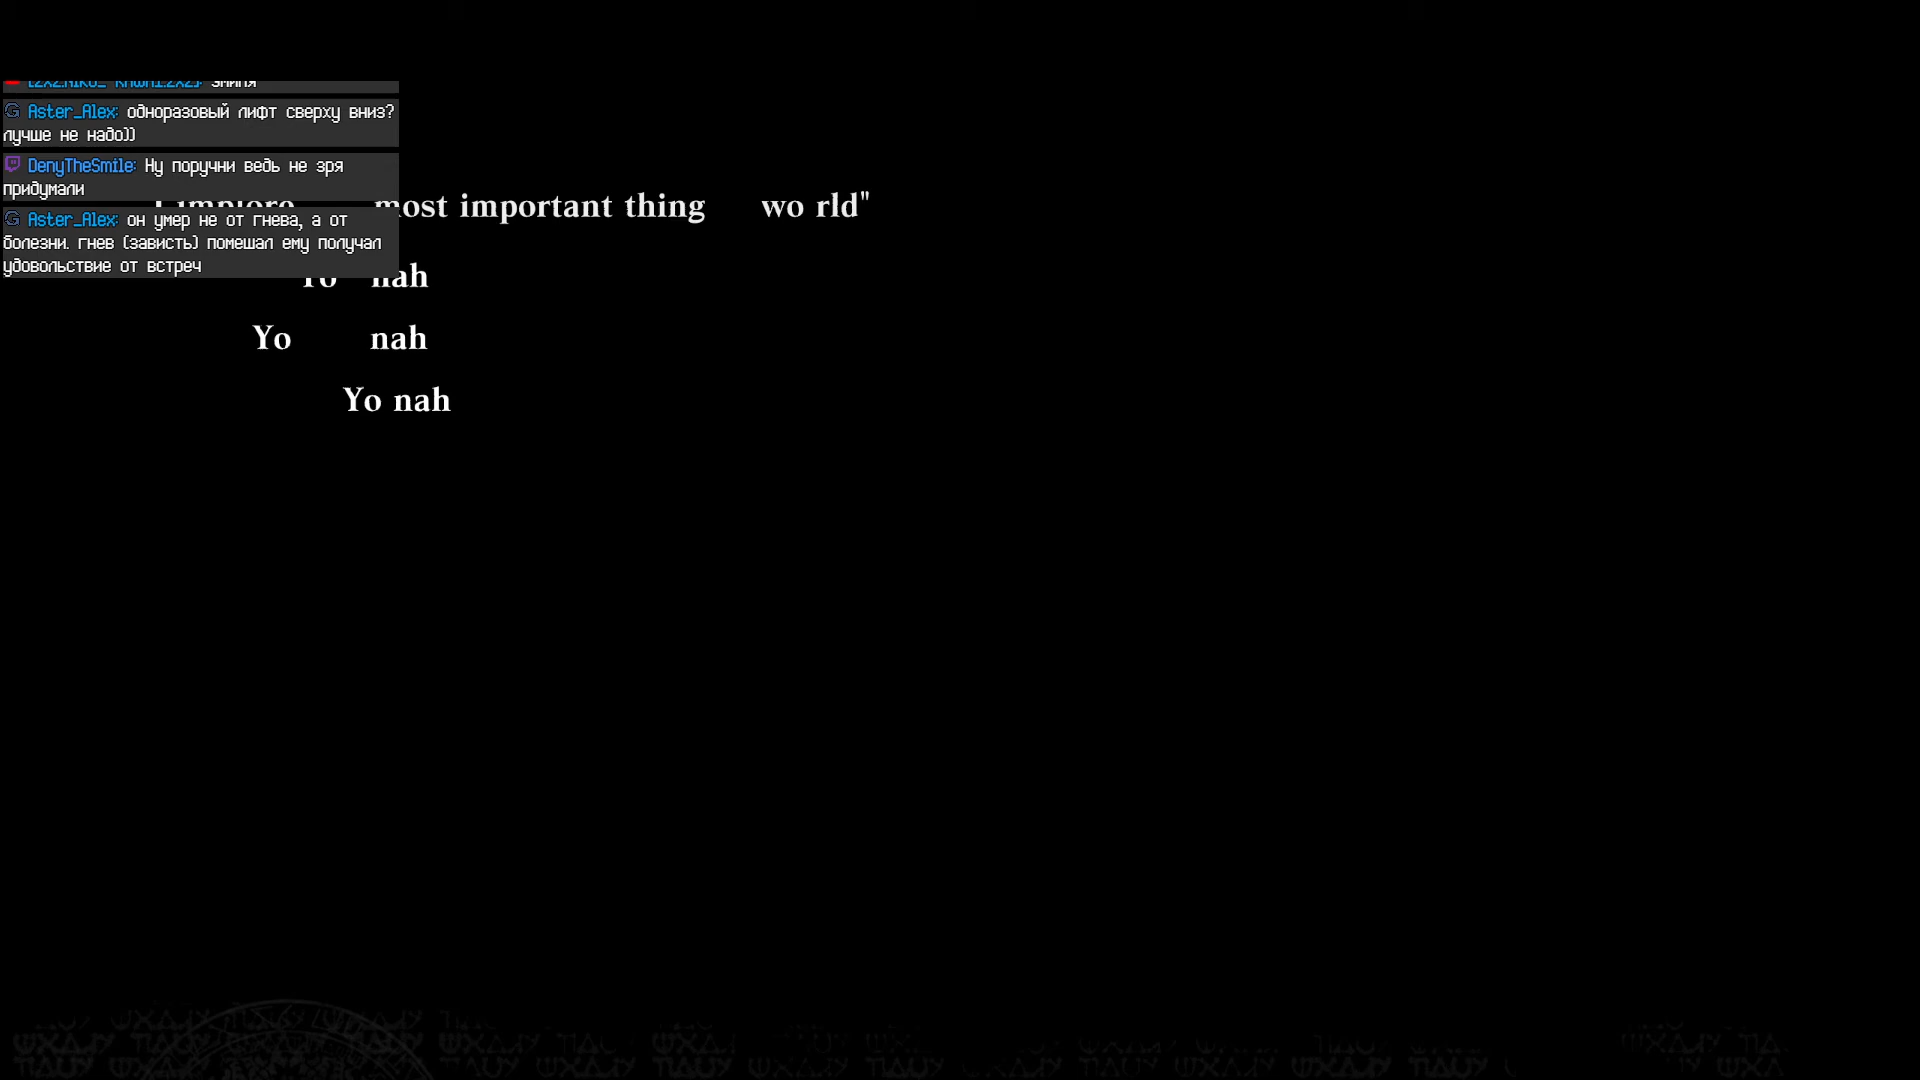 Aster_Alex: одноразовый лифт сверху вниз?
лучше не надо))
DenyTheSmile: Ну поручни ведь не зря
придумали
most important thing wo rld"
Aster_Alex: он умер не от гнева, а от
болезни. гнев (зависть) помешал ему получал
удовольствие от встреч
Yo nah
Yo nah
Yo nah